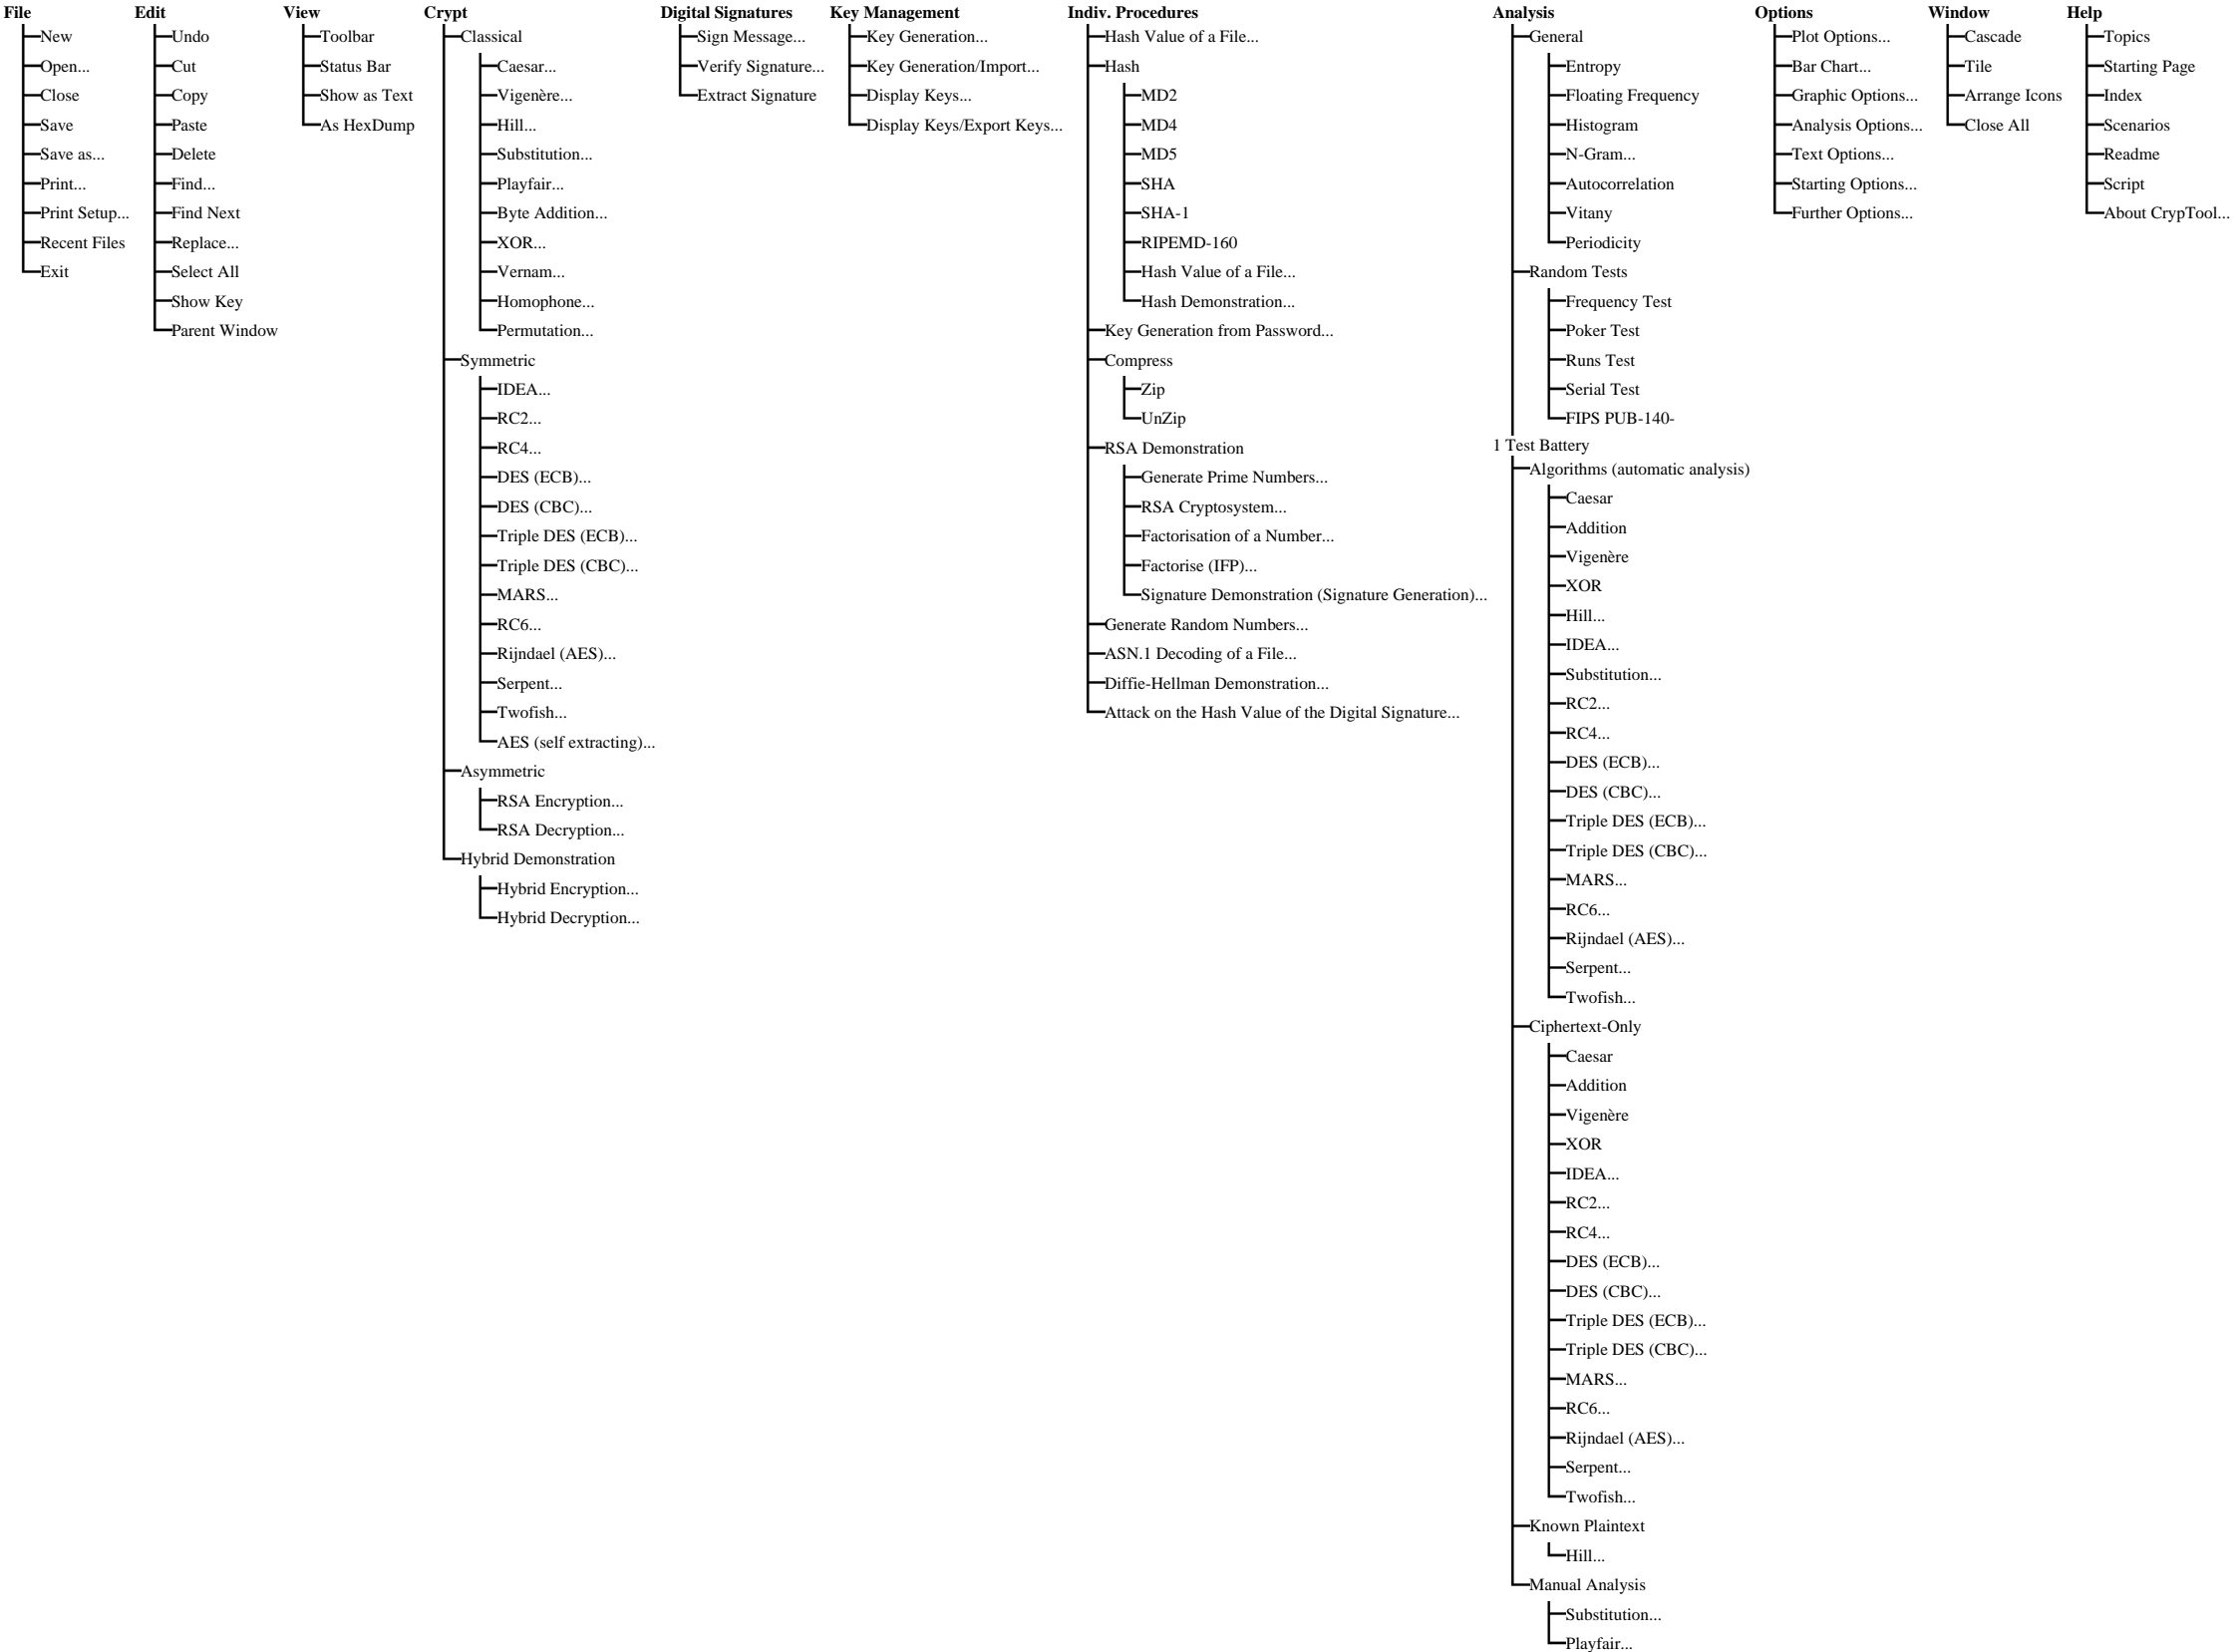 File
New
Open...
Close
Save
Save as...
Print...
Print Setup...
Recent Files
Exit
Edit
Undo
Cut
Copy
Paste
Delete
Find...
Find Next
Replace...
Select All
Show Key
Parent Window
View
Toolbar
Status Bar
Show as Text
As HexDump
Crypt
Classical
Caesar...
Vigenère...
Hill...
Substitution...
Playfair...
Byte Addition...
XOR...
Vernam...
Homophone...
Permutation...
Symmetric
IDEA...
RC2...
RC4...
DES (ECB)...
DES (CBC)...
Triple DES (ECB)...
Triple DES (CBC)...
MARS...
RC6...
Rijndael (AES)...
Serpent...
Twofish...
AES (self extracting)...
Asymmetric
RSA Encryption...
RSA Decryption...
Hybrid Demonstration
Hybrid Encryption...
Hybrid Decryption...
Digital Signatures
Sign Message...
Verify Signature...
Extract Signature
Key Management
Key Generation...
Key Generation/Import...
Display Keys...
Display Keys/Export Keys...
Indiv. Procedures
Hash Value of a File...
Hash
MD2
MD4
MD5
SHA
SHA-1
RIPEMD-160
Hash Value of a File...
Hash Demonstration...
Key Generation from Password...
Compress
Zip
UnZip
RSA Demonstration
Generate Prime Numbers...
RSA Cryptosystem...
Factorisation of a Number...
Factorise (IFP)...
Signature Demonstration (Signature Generation)...
Generate Random Numbers...
ASN.1 Decoding of a File...
Diffie-Hellman Demonstration...
Attack on the Hash Value of the Digital Signature...
Analysis
General
Entropy
Floating Frequency
Histogram
N-Gram...
Autocorrelation
Vitany
Periodicity
Random Tests
Frequency Test
Poker Test
Runs Test
Serial Test
FIPS PUB-140-
1 Test Battery
Algorithms (automatic analysis)
Caesar
Addition
Vigenère
XOR
Hill...
IDEA...
Substitution...
RC2...
RC4...
DES (ECB)...
DES (CBC)...
Triple DES (ECB)...
Triple DES (CBC)...
MARS...
RC6...
Rijndael (AES)...
Serpent...
Twofish...
Ciphertext-Only
Caesar
Addition
Vigenère
XOR
IDEA...
RC2...
RC4...
DES (ECB)...
DES (CBC)...
Triple DES (ECB)...
Triple DES (CBC)...
MARS...
RC6...
Rijndael (AES)...
Serpent...
Twofish...
Known Plaintext
Hill...
Manual Analysis
Substitution...
Playfair...
Options
Plot Options...
Bar Chart...
Graphic Options...
Analysis Options...
Text Options...
Starting Options...
Further Options...
Window
Cascade
Tile
Arrange Icons
Close All
Help
Topics
Starting Page
Index
Scenarios
Readme
Script
About CrypTool...